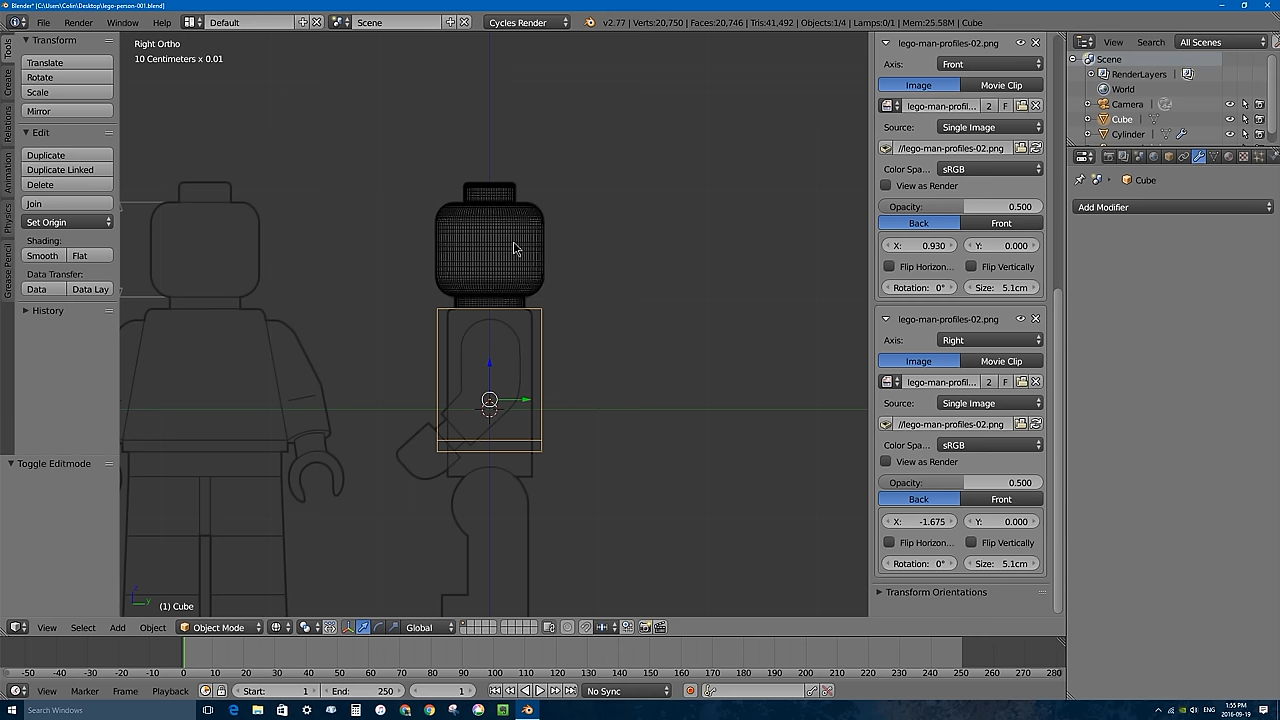 Blender* [C:\Users\Colin\Desktop\lego-person-001.blend]
File Render Window Help Default Scene Cycles Render v2.77 | Verts:20,750 | Faces:20,746 | Tris:41,492 | Objects:1/4 | Lamps:0/1 | Mem:25.58M | Cube
Tools
Create
Relations
Animation
Physics
Grease Pencil
Transform
Translate
Rotate
Scale
Mirror
Edit
Duplicate
Duplicate Linked
Delete
Join
Set Origin
Shading:
Smooth Flat
Data Transfer:
Data Data Lay
History
Toggle Editmode
Right Ortho
10 Centimeters x 0.01
z
y
(1) Cube
lego-man-profiles-02.png
Axis: Front
Image Movie Clip
lego-man-profil... 2 F
Source: Single Image
//lego-man-profiles-02.png
Color Spa... sRGB
View as Render
Opacity: 0.500
Back Front
X: 0.930 Y: 0.000
Flip Horizon... Flip Vertically
Rotation: 0° Size: 5.1cm
lego-man-profiles-02.png
Axis: Right
Image Movie Clip
lego-man-profil... 2 F
Source: Single Image
//lego-man-profiles-02.png
Color Spa... sRGB
View as Render
Opacity: 0.500
Back Front
X: -1.675 Y: 0.000
Flip Horizon... Flip Vertically
Rotation: 0° Size: 5.1cm
Transform Orientations
View Search All Scenes
Scene
RenderLayers
World
Camera
Cube
Cylinder
Cube
Add Modifier
View Select Add Object Object Mode Global
-50 -40 -30 -20 -10 0 10 20 30 40 50 60 70 80 90 100 110 120 130 140 150 160 170 180 190 200 210 220 230 240 250 260 270 280
View Marker Frame Playback Start: 1 End: 250 1 No Sync
Search Windows
ENG
1:55 PM
2016-09-19